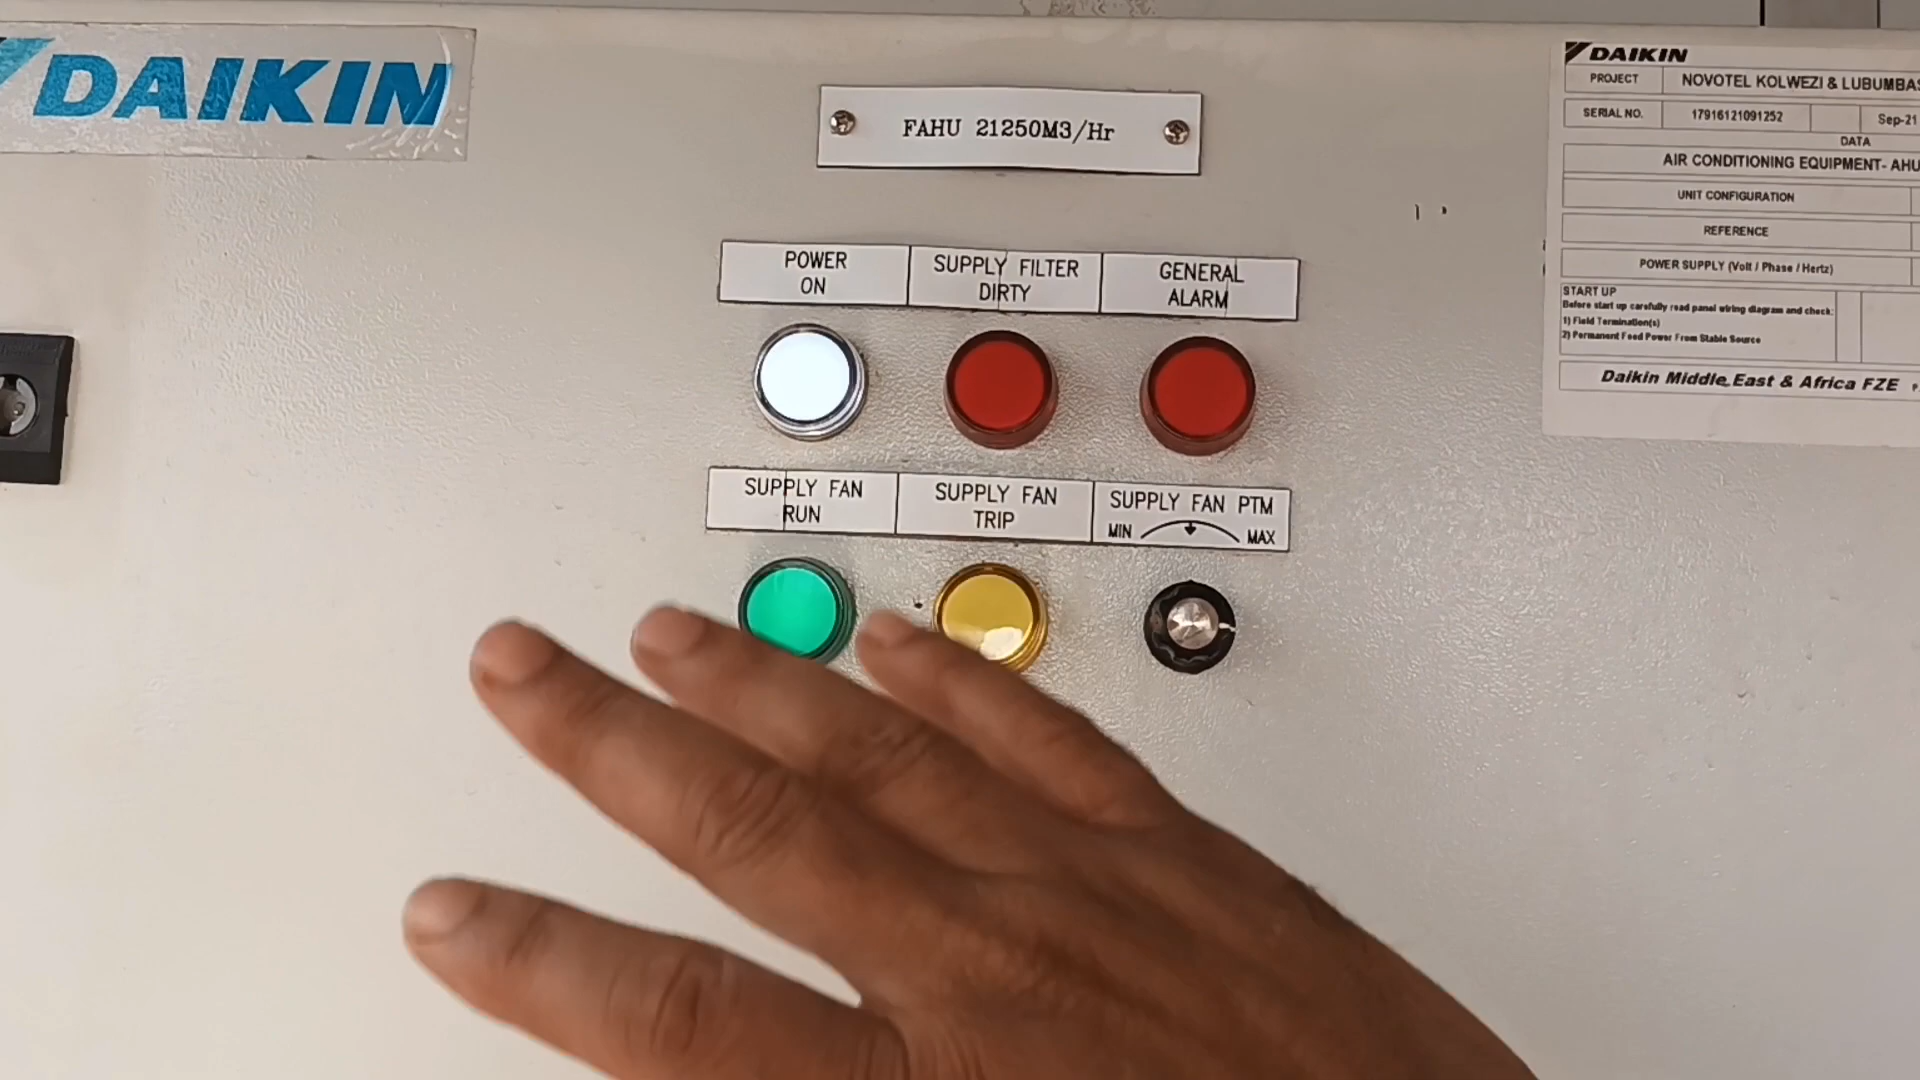 DAIKIN
FAHU 21250M3/Hr
POWER
ON
SUPPLY FILTER
DIRTY
GENERAL
ALARM
SUPPLY FAN
RUN
SUPPLY FAN
TRIP
SUPPLY FAN PTM
MIN MAX
DAIKIN
PROJECT NOVOTEL KOLWEZI & LUBUMBAS
SERIAL NO. 17916121091252 Sep-21
DATA
AIR CONDITIONING EQUIPMENT- AHU
UNIT CONFIGURATION
REFERENCE
POWER SUPPLY (Volt / Phase / Hertz)
START UP
Before start up carefully read panel wiring diagram and check:
1) Field Termination(s)
2) Permanent Feed Power From Stable Source
Daikin Middle East & Africa FZE